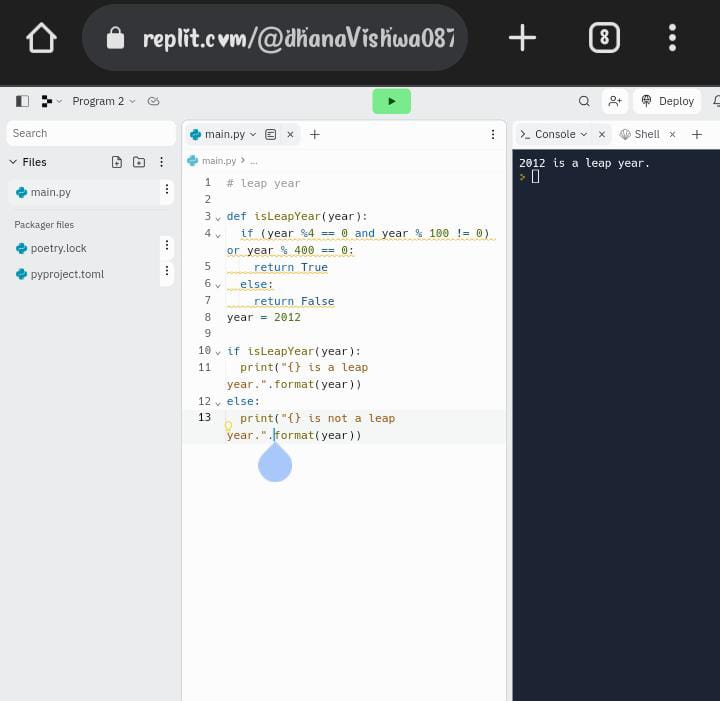 replit.com/@dhanaVishwa087
8
Program 2
Deploy
Search
Files
main.py
Packager files
poetry.lock
pyproject.toml
main.py
main.py > ...
1 # leap year
2
3 def isLeapYear(year):
4   if (year %4 == 0 and year % 100 != 0)
or year % 400 == 0:
5     return True
6   else:
7     return False
8 year = 2012
9
10 if isLeapYear(year):
11   print("{} is a leap
year.".format(year))
12 else:
13   print("{} is not a leap
year.".format(year))
Console
Shell
2012 is a leap year.
>